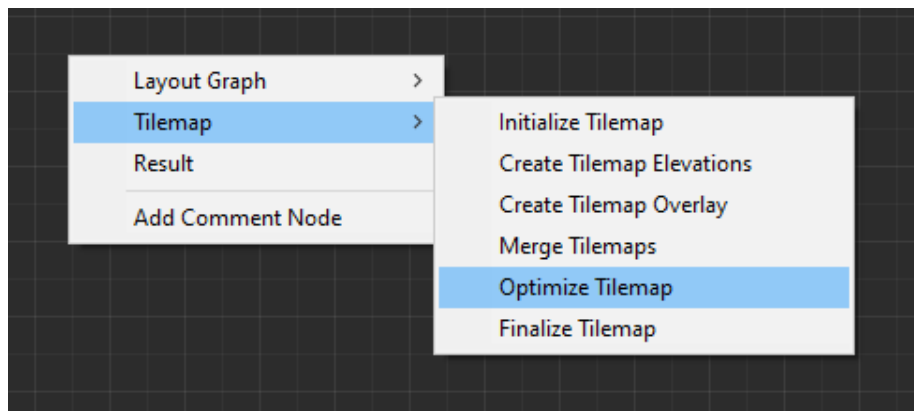 Layout Graph
Tilemap
Result
Add Comment Node
Initialize Tilemap
Create Tilemap Elevations
Create Tilemap Overlay
Merge Tilemaps
Optimize Tilemap
Finalize Tilemap